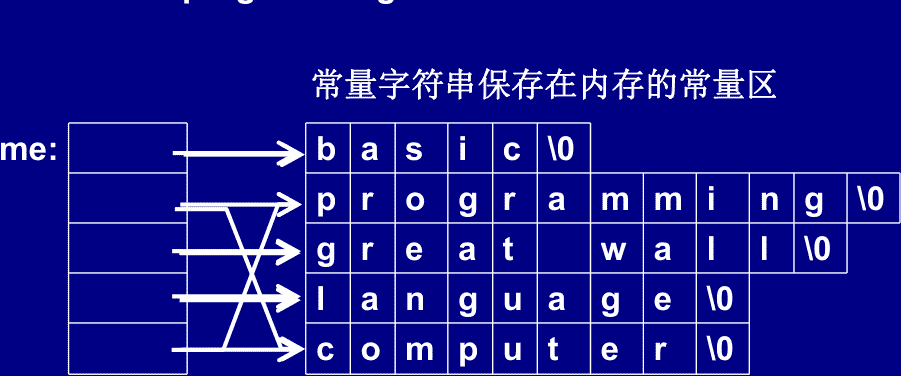 常量字符串保存在内存的常量区
me: b a s i c \0
p r o g r a m m i n g \0
g r e a t w a l l \0
l a n g u a g e \0
c o m p u t e r \0